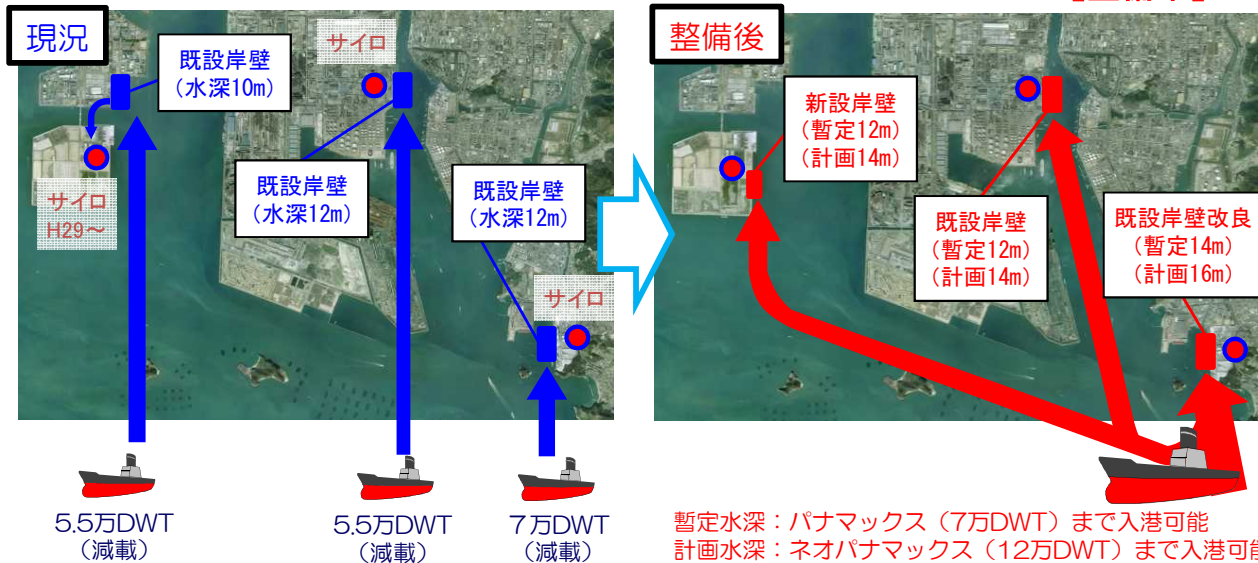 現況
サイロ
既設岸壁
(水深10m)
既設岸壁
(水深12m)
既設岸壁
(水深12m)
サイロ
H29～
サイロ
5.5万DWT
(減載)
5.5万DWT
(減載)
7万DWT
(減載)
整備後
新設岸壁
(暫定12m)
(計画14m)
既設岸壁
(暫定12m)
(計画14m)
既設岸壁改良
(暫定14m)
(計画16m)
暫定水深：パナマックス（7万DWT）まで入港可能
計画水深：ネオパナマックス（12万DWT）まで入港可能